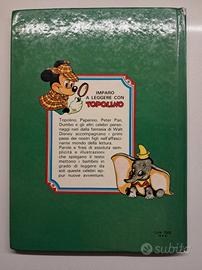 IMPARO
A LEGGERE CON
TOPOLINO
Topolino, Paperino, Peter Pan,
Dumbo e gli altri celebri perso-
naggi nati dalla fantasia di Walt
Disney accompagnano i primi
passi dei nostri figli nell'affasci-
nante mondo della lettura.
Parole e frasi di assoluta sem-
plicità e illustrazioni
che spiegano il testo
mettono i bambini in
grado di leggere da
soli queste celebri ep-
pur nuove avventure.
subito